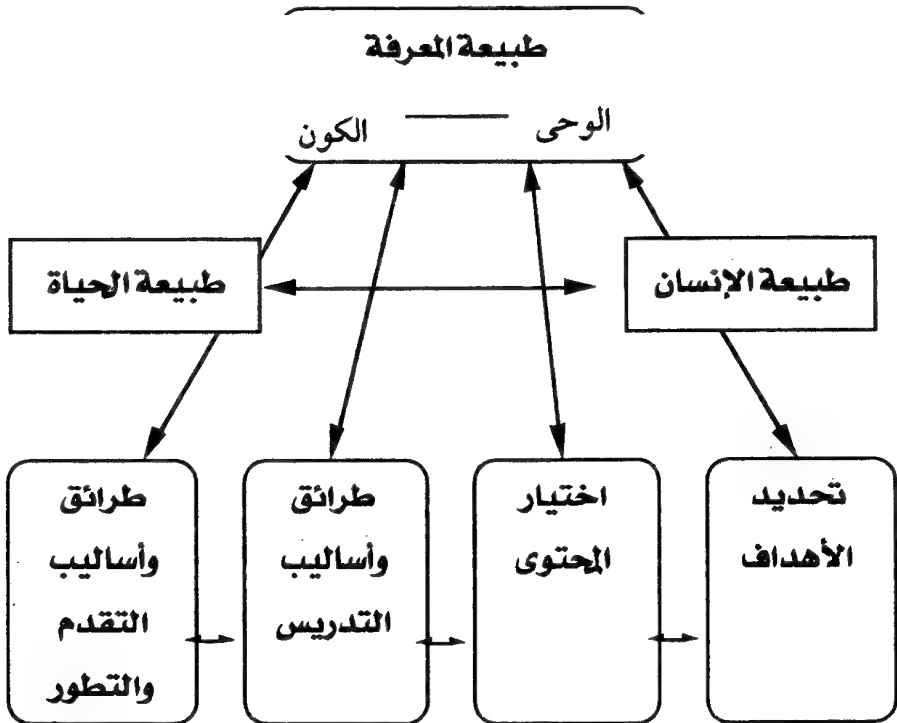 طبيعة المعرفة
الوحى ـــــ الكون
طبيعة الإنسان
طبيعة الحياة
تحديد
الأهداف
اختيار
المحتوى
طرائق
وأساليب
التدريس
طرائق
وأساليب
التقدم
والتطور